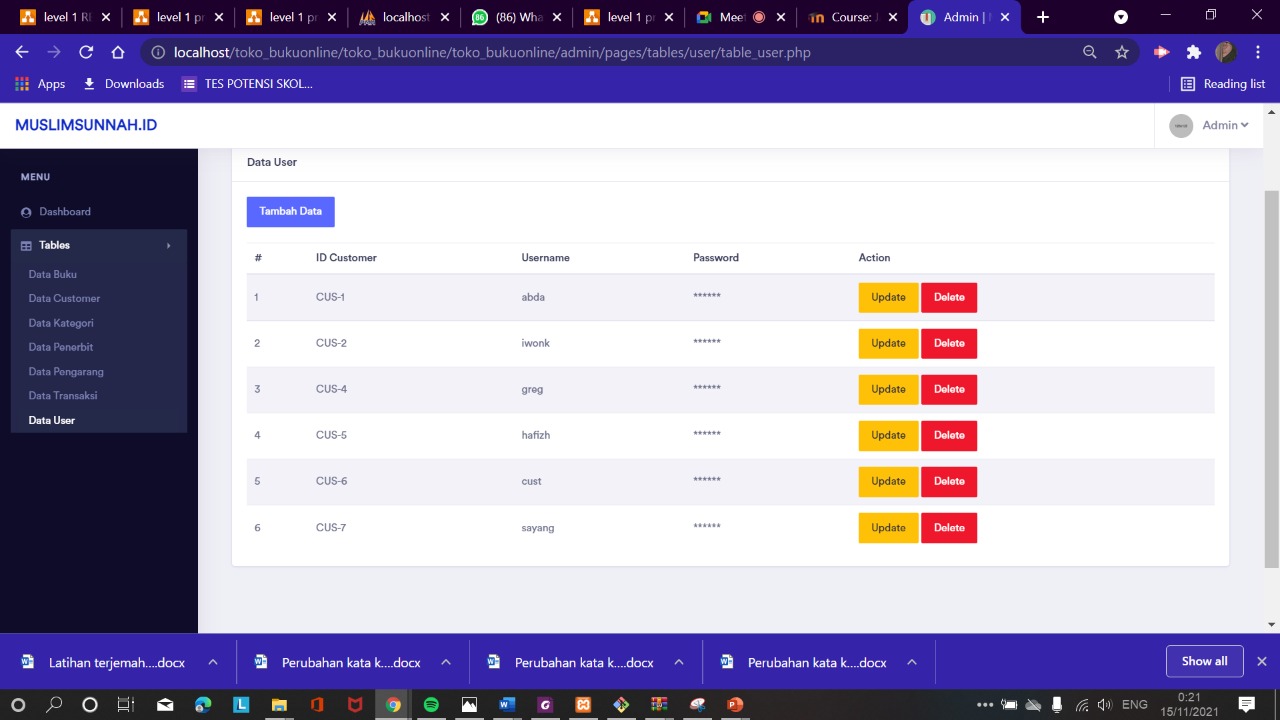 level 1 RI
level 1 pr
level 1 pr
localhost
(86) Wha
level 1 pr
Meet
Course: J
Admin |
localhost/toko_bukuonline/toko_bukuonline/toko_bukuonline/admin/pages/tables/user/table_user.php
Apps Downloads TES POTENSI SKOL... Reading list
MUSLIMSUNNAH.ID Admin
MENU
Dashboard
Tables
Data Buku
Data Customer
Data Kategori
Data Penerbit
Data Pengarang
Data Transaksi
Data User
Data User
Tambah Data
# ID Customer Username Password Action
1 CUS-1 abda ****** Update Delete
2 CUS-2 iwonk ****** Update Delete
3 CUS-4 greg ****** Update Delete
4 CUS-5 hafizh ****** Update Delete
5 CUS-6 cust ****** Update Delete
6 CUS-7 sayang ****** Update Delete
Latihan terjemah....docx Perubahan kata k....docx Perubahan kata k....docx Perubahan kata k....docx Show all
ENG 0:21
15/11/2021